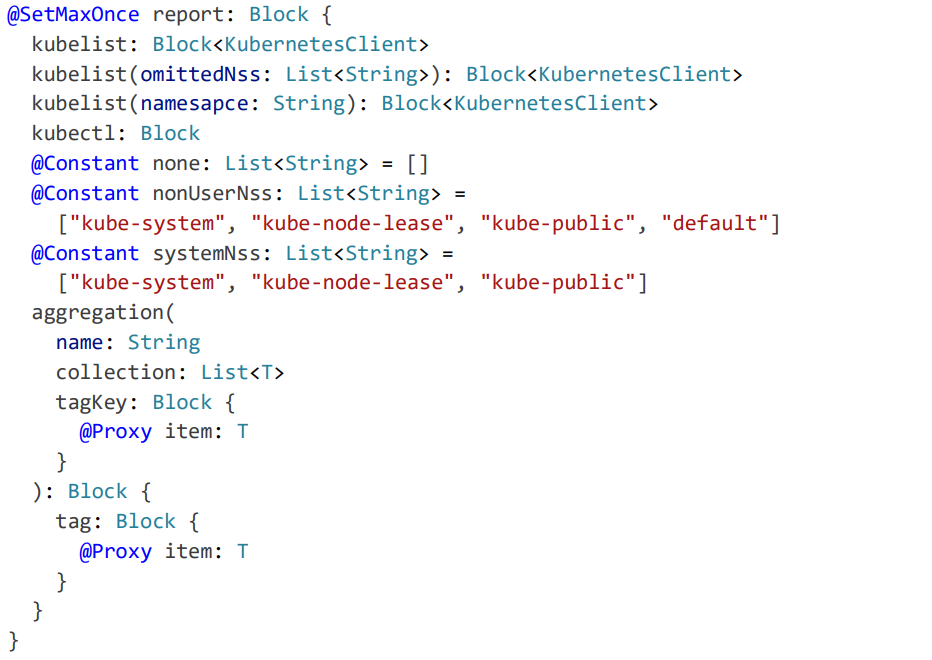 @SetMaxOnce report: Block {
  kubelist: Block<KubernetesClient>
  kubelist(omittedNss: List<String>): Block<KubernetesClient>
  kubelist(namesapce: String): Block<KubernetesClient>
  kubectl: Block
  @Constant none: List<String> = []
  @Constant nonUserNss: List<String> =
    ["kube-system", "kube-node-lease", "kube-public", "default"]
  @Constant systemNss: List<String> =
    ["kube-system", "kube-node-lease", "kube-public"]
  aggregation(
    name: String
    collection: List<T>
    tagKey: Block {
      @Proxy item: T
    }
  ): Block {
    tag: Block {
      @Proxy item: T
    }
  }
}